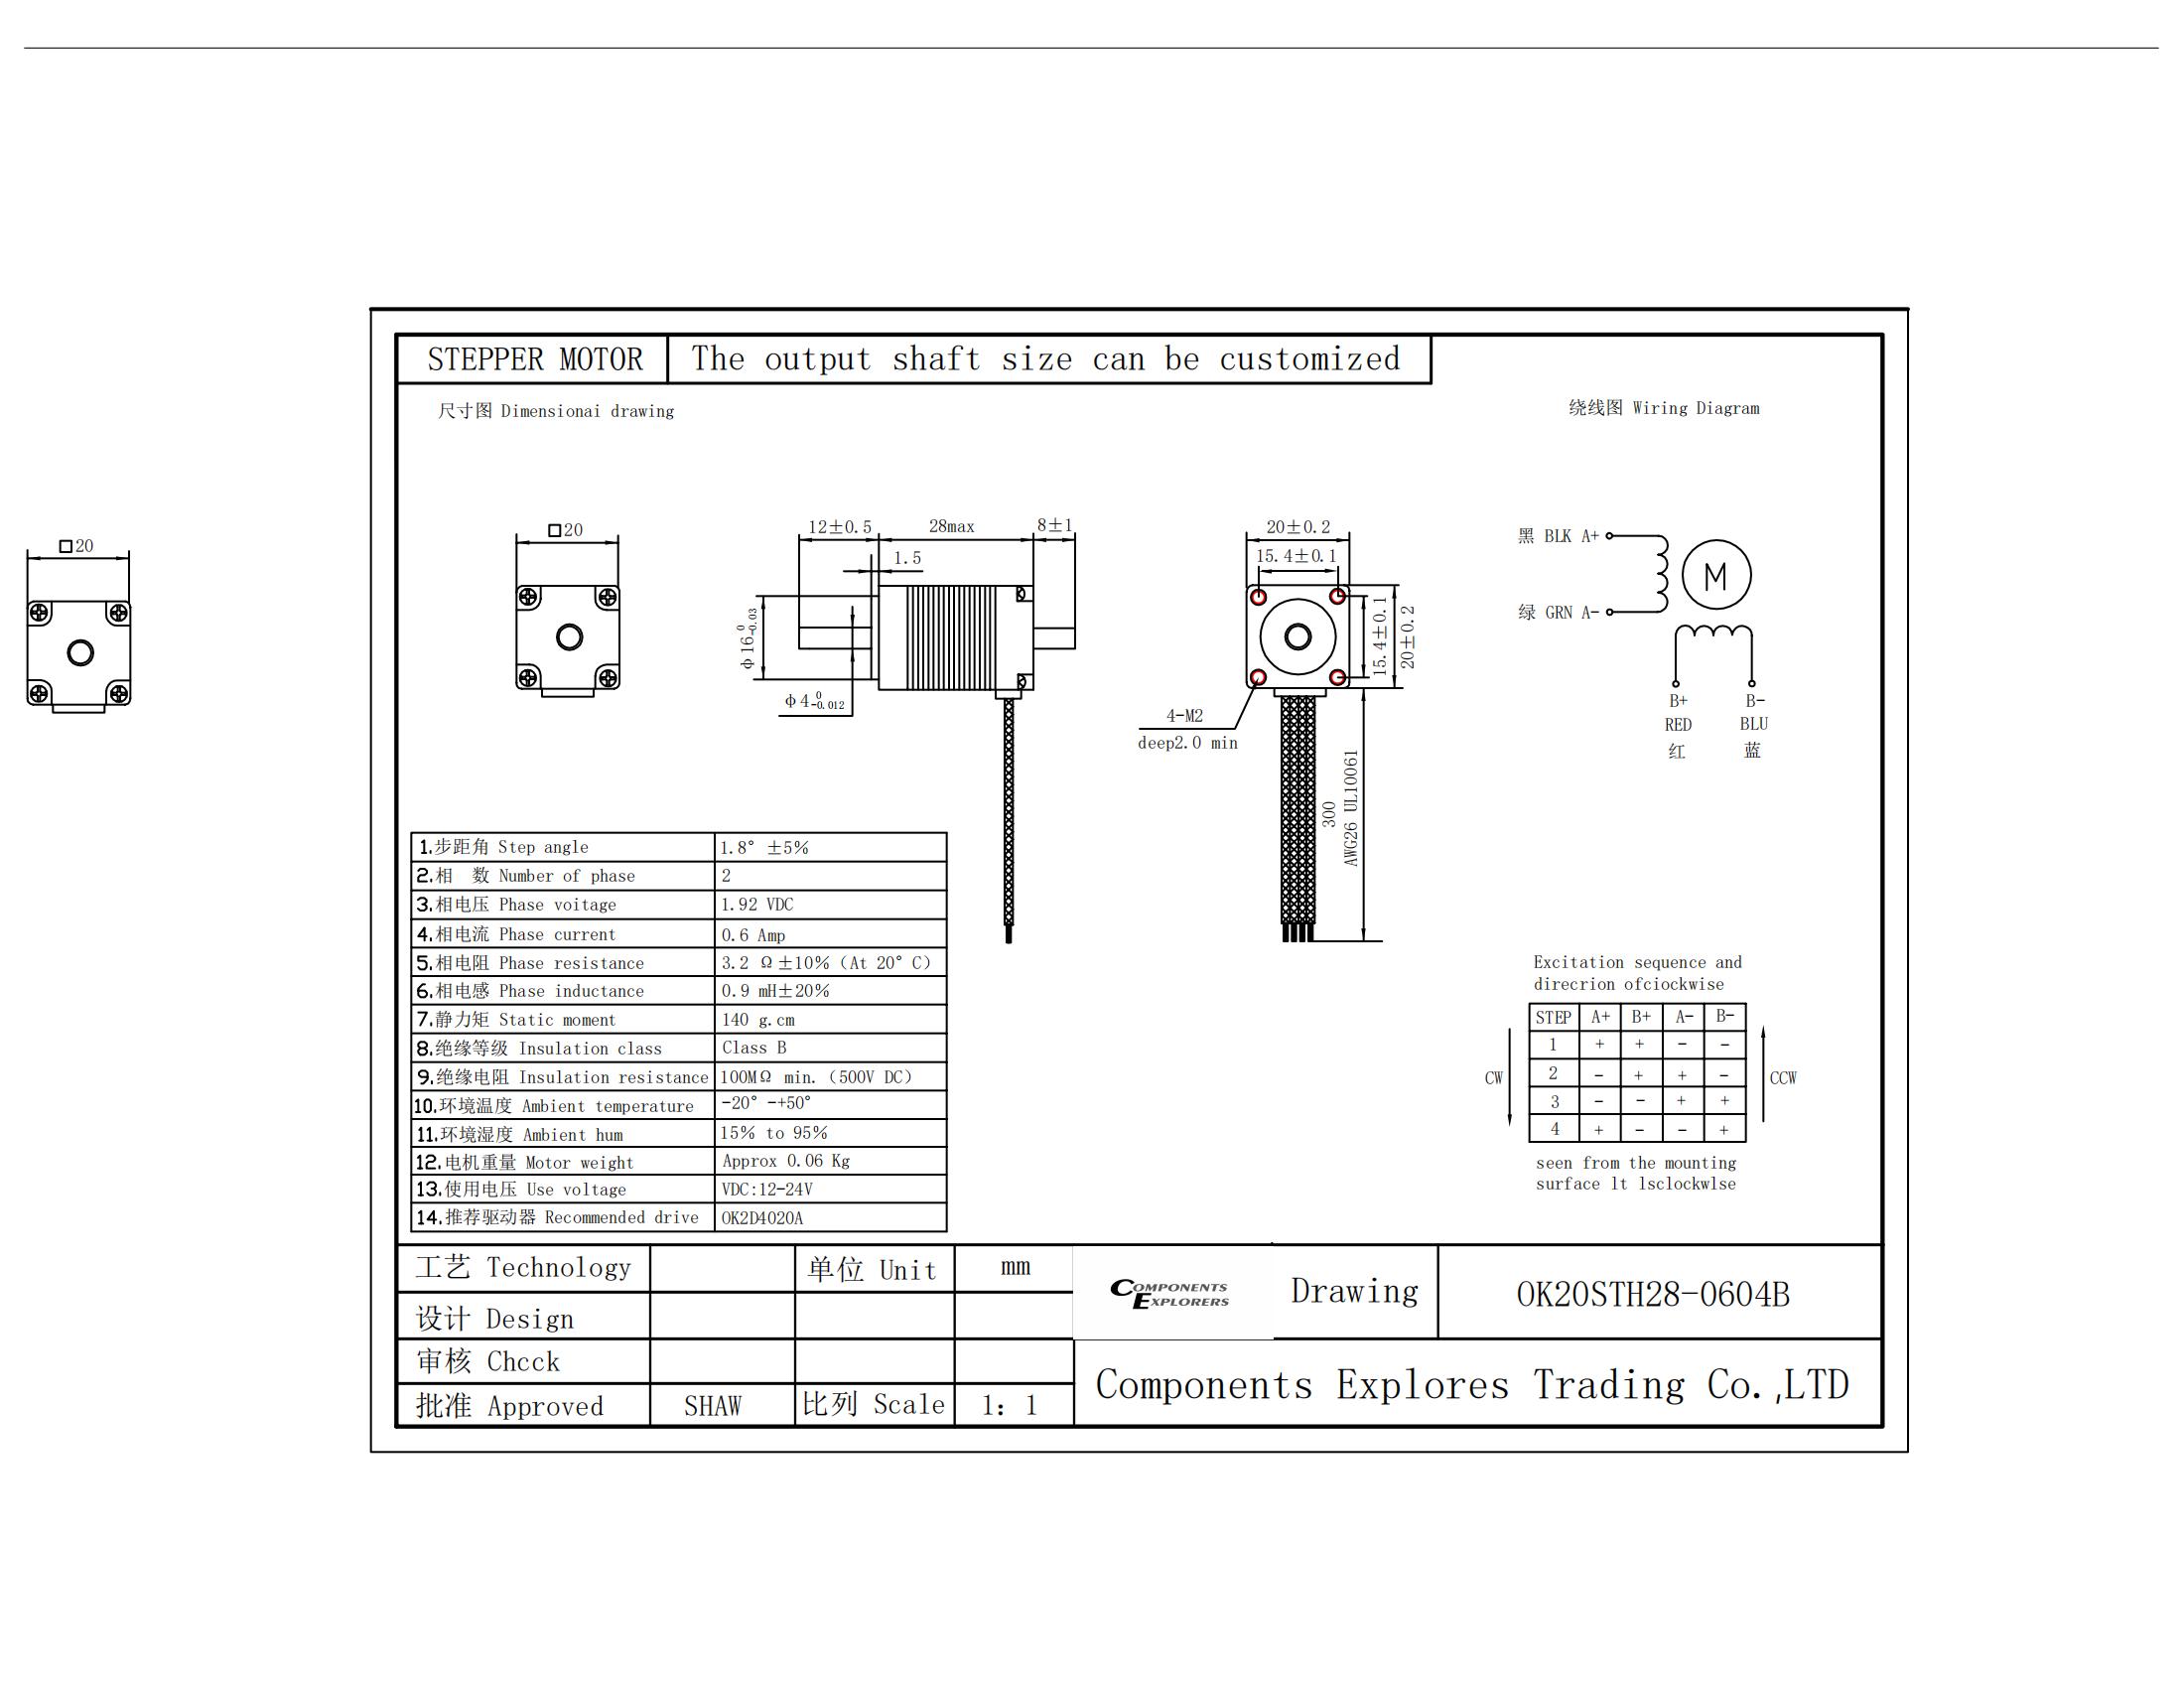 STEPPER MOTOR
The output shaft size can be customized
尺寸图 Dimensionai drawing
绕线图 Wiring Diagram
□20
□20
12±0.5
28max
8±1
1.5
ϕ16 0 -0.03
ϕ4 0 -0.012
20±0.2
15.4±0.1
15.4±0.1
20±0.2
4-M2
deep2.0 min
300
AWG26 UL10061
黑 BLK A+
绿 GRN A-
M
B+
RED
红
B-
BLU
蓝
1.步距角 Step angle 1.8° ±5%
2.相 数 Number of phase 2
3.相电压 Phase voitage 1.92 VDC
4.相电流 Phase current 0.6 Amp
5.相电阻 Phase resistance 3.2 Ω±10%（At 20° C）
6.相电感 Phase inductance 0.9 mH±20%
7.静力矩 Static moment 140 g.cm
8.绝缘等级 Insulation class Class B
9.绝缘电阻 Insulation resistance 100MΩ min.（500V DC）
10.环境温度 Ambient temperature -20° -+50°
11.环境湿度 Ambient hum 15% to 95%
12.电机重量 Motor weight Approx 0.06 Kg
13.使用电压 Use voltage VDC:12-24V
14.推荐驱动器 Recommended drive OK2D4020A
Excitation sequence and
direcrion ofciockwise
STEP A+ B+ A- B-
1 + + - -
2 - + + -
3 - - + +
4 + - - +
CW
CCW
seen from the mounting
surface lt lsclockwlse
工艺 Technology
单位 Unit mm
设计 Design
审核 Chcck
批准 Approved SHAW
比列 Scale 1: 1
COMPONENTS
EXPLORERS
Drawing
OK20STH28-0604B
Components Explores Trading Co.,LTD